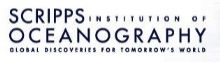 SCRIPPS INSTITUTION OF
OCEANOGRAPHY
GLOBAL DISCOVERIES FOR TOMORROW'S WORLD